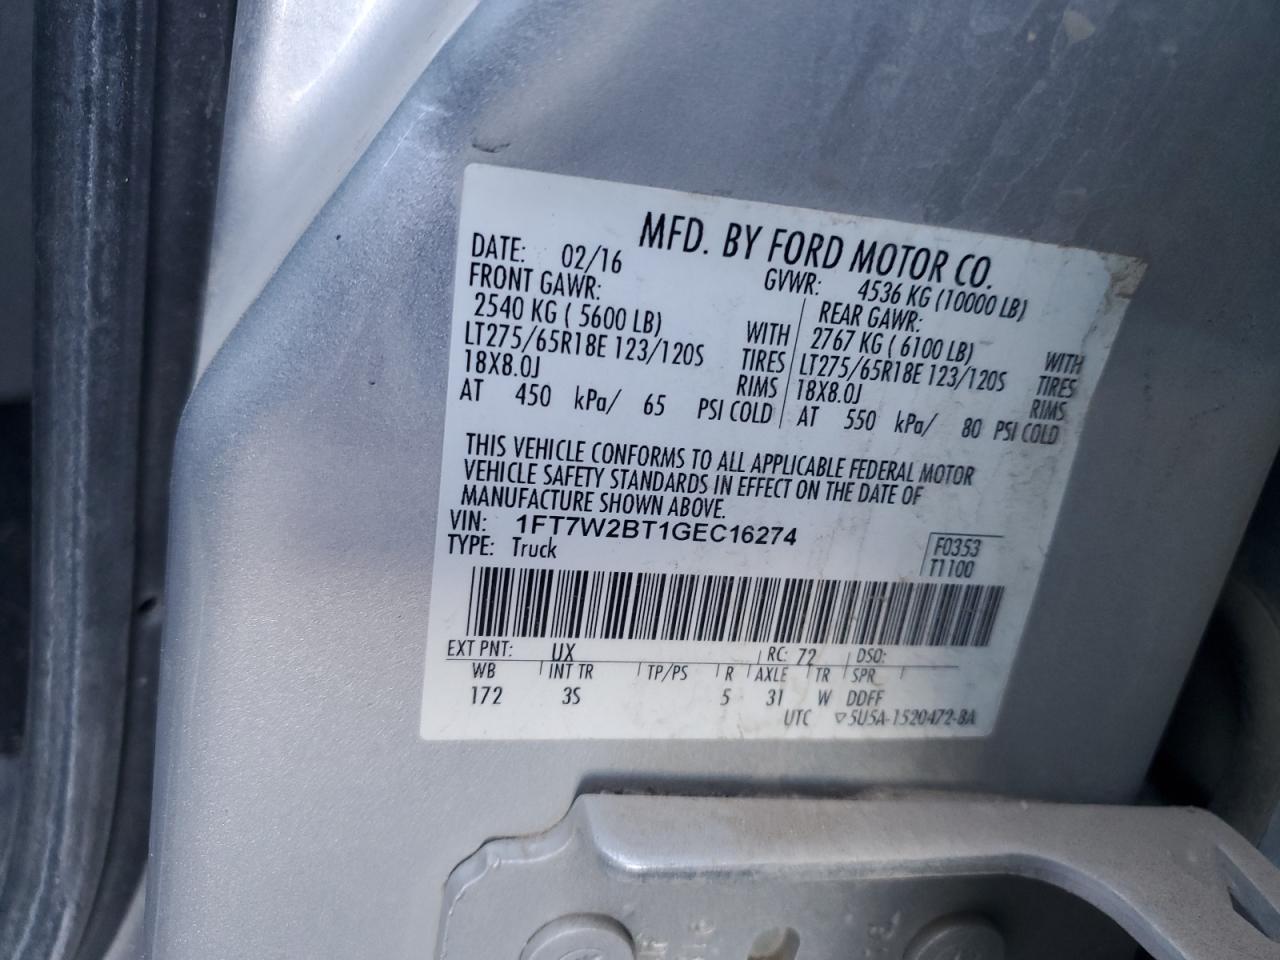 MFD. BY FORD MOTOR CO.
DATE: 02/16 GVWR: 4536 KG (10000 LB)
FRONT GAWR: REAR GAWR:
2540 KG ( 5600 LB) WITH 2767 KG ( 6100 LB) WITH
LT275/65R18E 123/120S TIRES LT275/65R18E 123/120S TIRES
18X8.0J RIMS 18X8.0J RIMS
AT 450 kPa/ 65 PSI COLD AT 550 kPa/ 80 PSI COLD
THIS VEHICLE CONFORMS TO ALL APPLICABLE FEDERAL MOTOR
VEHICLE SAFETY STANDARDS IN EFFECT ON THE DATE OF
MANUFACTURE SHOWN ABOVE.
VIN: 1FT7W2BT1GEC16274
TYPE: Truck F0353
T1100
EXT PNT: UX RC: 72 DSO:
WB INT TR TP/PS R AXLE TR SPR
172 3S 5 31 W DDFF
UTC ▽5U5A-1520472-BA